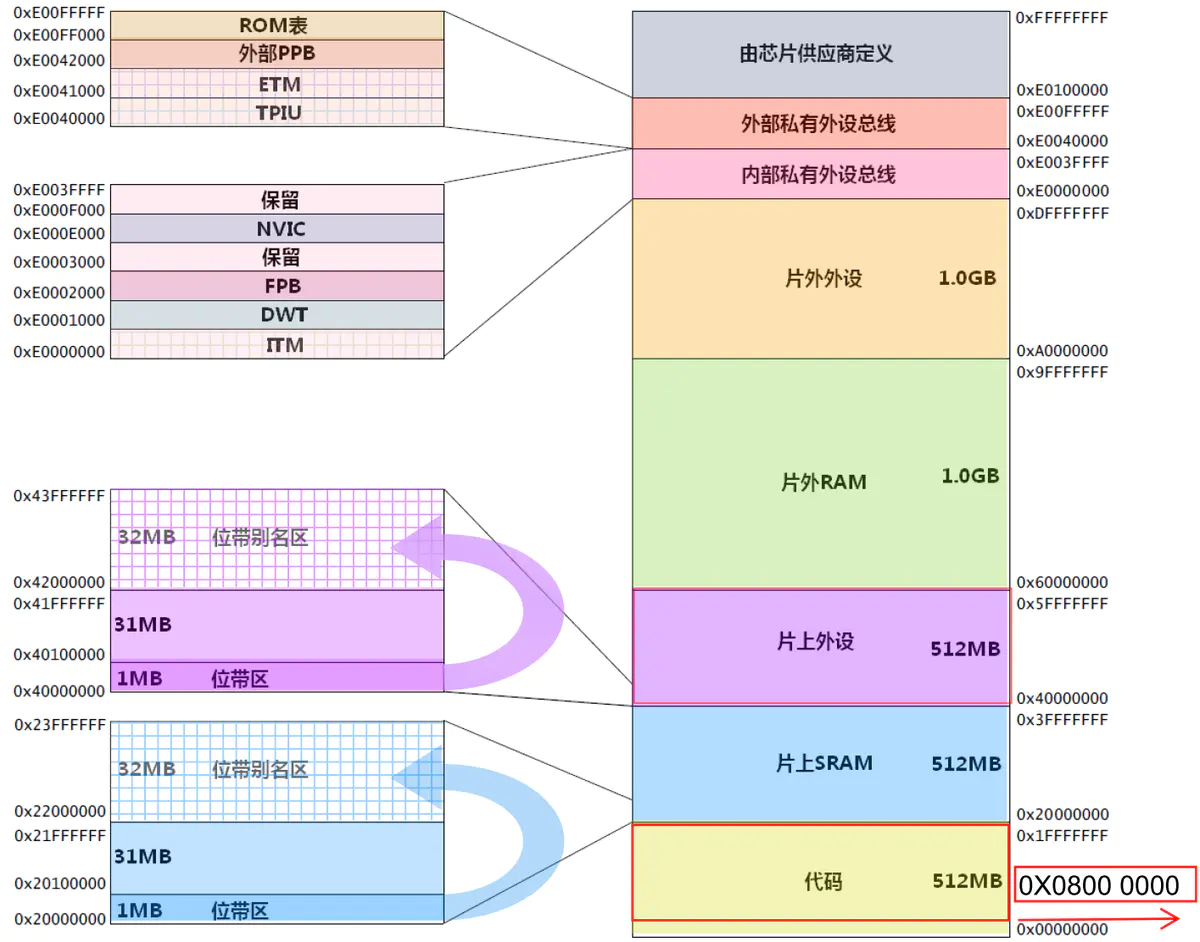 0xE00FFFFF
0xE00FF000
0xE0042000
0xE0041000
0xE0040000
ROM表
外部PPB
ETM
TPIU
0xE003FFFF
0xE000F000
0xE000E000
0xE0003000
0xE0002000
0xE0001000
0xE0000000
保留
NVIC
保留
FPB
DWT
ITM
0x43FFFFFF
32MB 位带别名区
0x42000000
0x41FFFFFF
31MB
0x40100000
1MB 位带区
0x40000000
0x23FFFFFF
32MB 位带别名区
0x22000000
0x21FFFFFF
31MB
0x20100000
1MB 位带区
0x20000000
0xFFFFFFFF
由芯片供应商定义
0xE0100000
0xE00FFFFF
外部私有外设总线
0xE0040000
0xE003FFFF
内部私有外设总线
0xE0000000
0xDFFFFFFF
片外外设 1.0GB
0xA0000000
0x9FFFFFFF
片外RAM 1.0GB
0x60000000
0x5FFFFFFF
片上外设 512MB
0x40000000
0x3FFFFFFF
片上SRAM 512MB
0x20000000
0x1FFFFFFF
代码 512MB
0X0800 0000
0x00000000